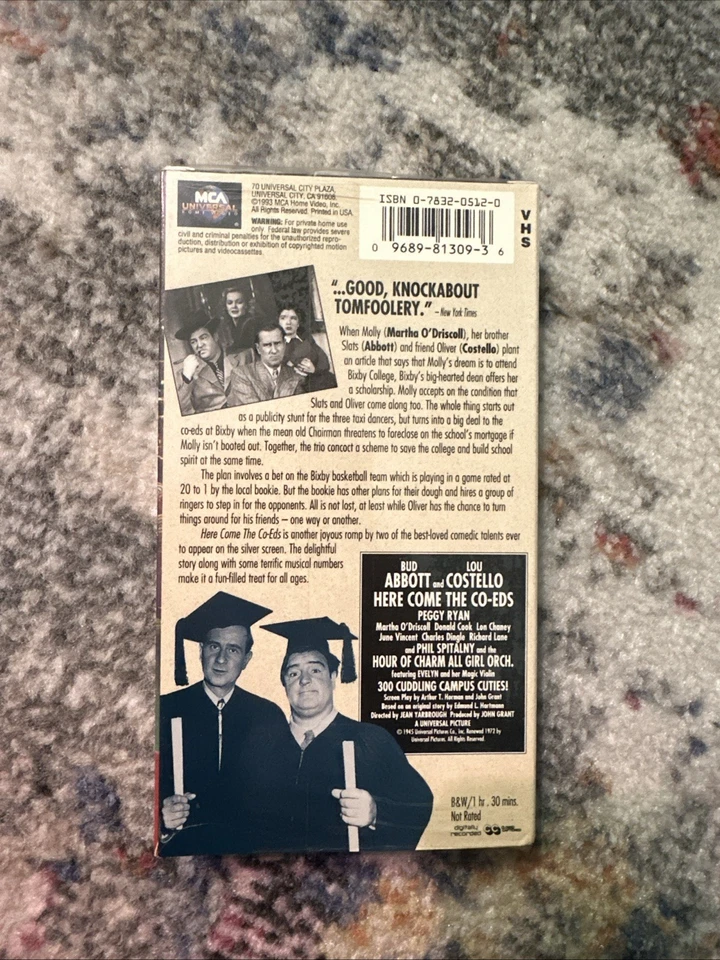 MCA
UNIVERSAL
70 UNIVERSAL CITY PLAZA,
UNIVERSAL CITY, CA 91608.
©1993 MCA Home Video, Inc.
All Rights Reserved. Printed in USA.
WARNING: For private home use
only. Federal law provides severe
civil and criminal penalties for the unauthorized repro-
duction, distribution or exhibition of copyrighted motion
pictures and videocassettes.
ISBN 0-7832-0512-0
0 9689-81309-3 6
VHS
"...GOOD, KNOCKABOUT
TOMFOOLERY." – New York Times
When Molly (Martha O'Driscoll), her brother
Slats (Abbott) and friend Oliver (Costello) plant
an article that says that Molly's dream is to attend
Bixby College, Bixby's big-hearted dean offers her
a scholarship. Molly accepts on the condition that
Slats and Oliver come along too. The whole thing starts out
as a publicity stunt for the three taxi dancers, but turns into a big deal to the
co-eds at Bixby when the mean old Chairman threatens to foreclose on the school's mortgage if
Molly isn't booted out. Together, the trio concoct a scheme to save the college and build school
spirit at the same time.
The plan involves a bet on the Bixby basketball team which is playing in a game rated at
20 to 1 by the local bookie. But the bookie has other plans for their dough and hires a group of
ringers to step in for the opponents. All is not lost, at least while Oliver has the chance to turn
things around for his friends – one way or another.
Here Come The Co-Eds is another joyous romp by two of the best-loved comedic talents ever
to appear on the silver screen. The delightful
story along with some terrific musical numbers
make it a fun-filled treat for all ages.
BUD LOU
ABBOTT and COSTELLO
HERE COME THE CO-EDS
PEGGY RYAN
Martha O'Driscoll Donald Cook Lon Chaney
June Vincent Charles Dingle Richard Lane
and PHIL SPITALNY and the
HOUR OF CHARM ALL GIRL ORCH.
featuring EVELYN and her Magic Violin
300 CUDDLING CAMPUS CUTIES!
Screen Play by Arthur T. Horman and John Grant
Based on an original story by Edmund L. Hartmann
Directed by JEAN YARBROUGH Produced by JOHN GRANT
A UNIVERSAL PICTURE
© 1945 Universal Pictures Co., Inc. Renewed 1972 by
Universal Pictures. All Rights Reserved.
B&W/1 hr. 30 mins.
Not Rated
digitally
recorded